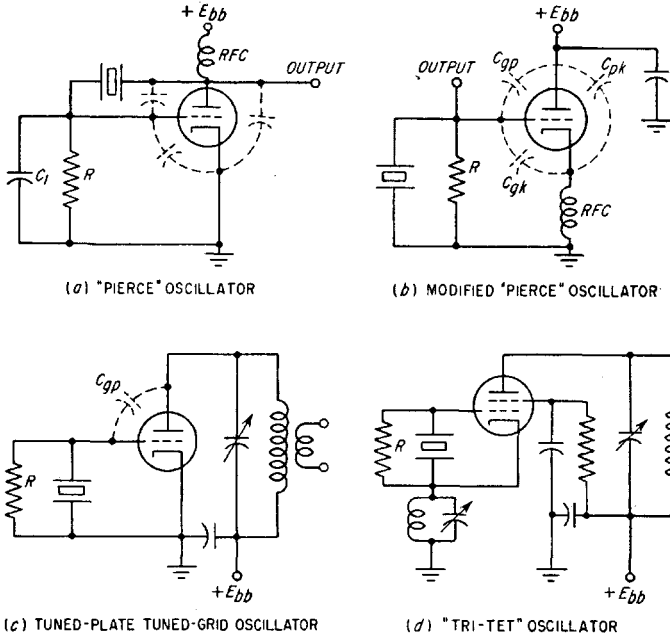 + Ebb
RFC
OUTPUT
C1
R
(a) "PIERCE" OSCILLATOR
+ Ebb
Cgp
Cpk
OUTPUT
R
Cgk
RFC
(b) MODIFIED "PIERCE" OSCILLATOR
Cgp
R
+Ebb
(c) TUNED-PLATE TUNED-GRID OSCILLATOR
R
+Ebb
(d) "TRI-TET" OSCILLATOR